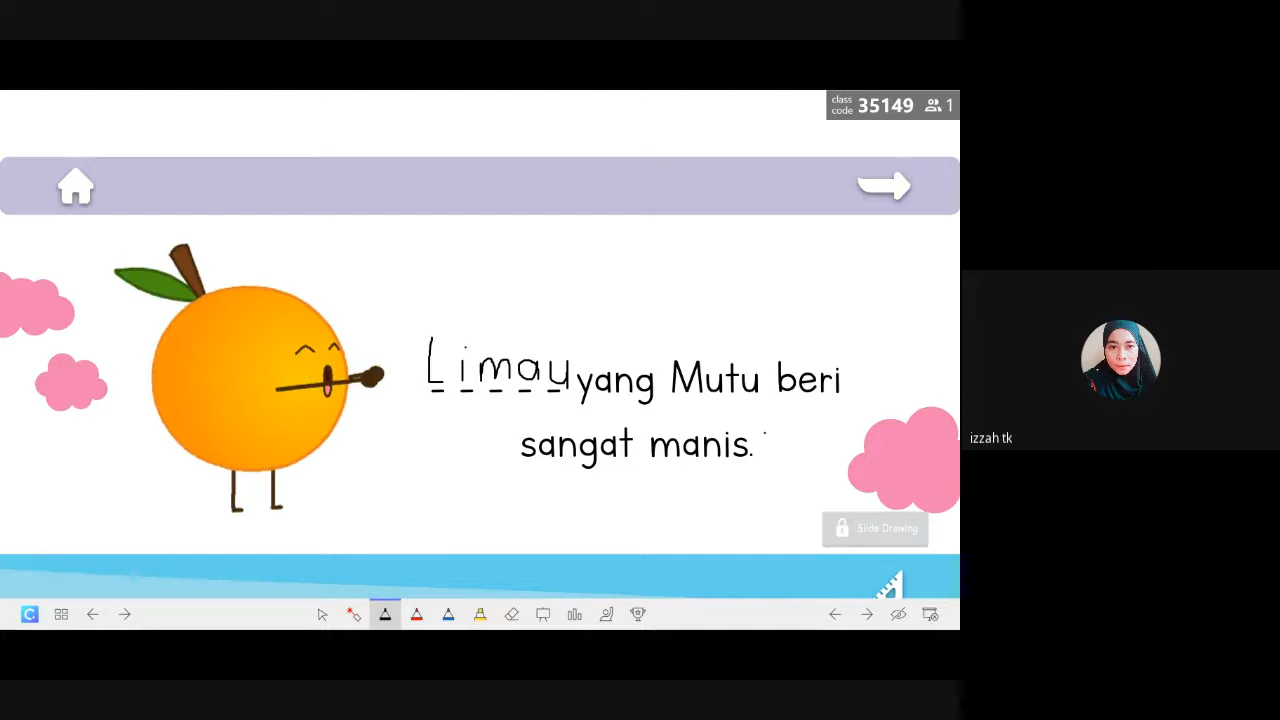 class code 35149 1
Limau yang Mutu beri
sangat manis.
Slide Drawing
izzah tk